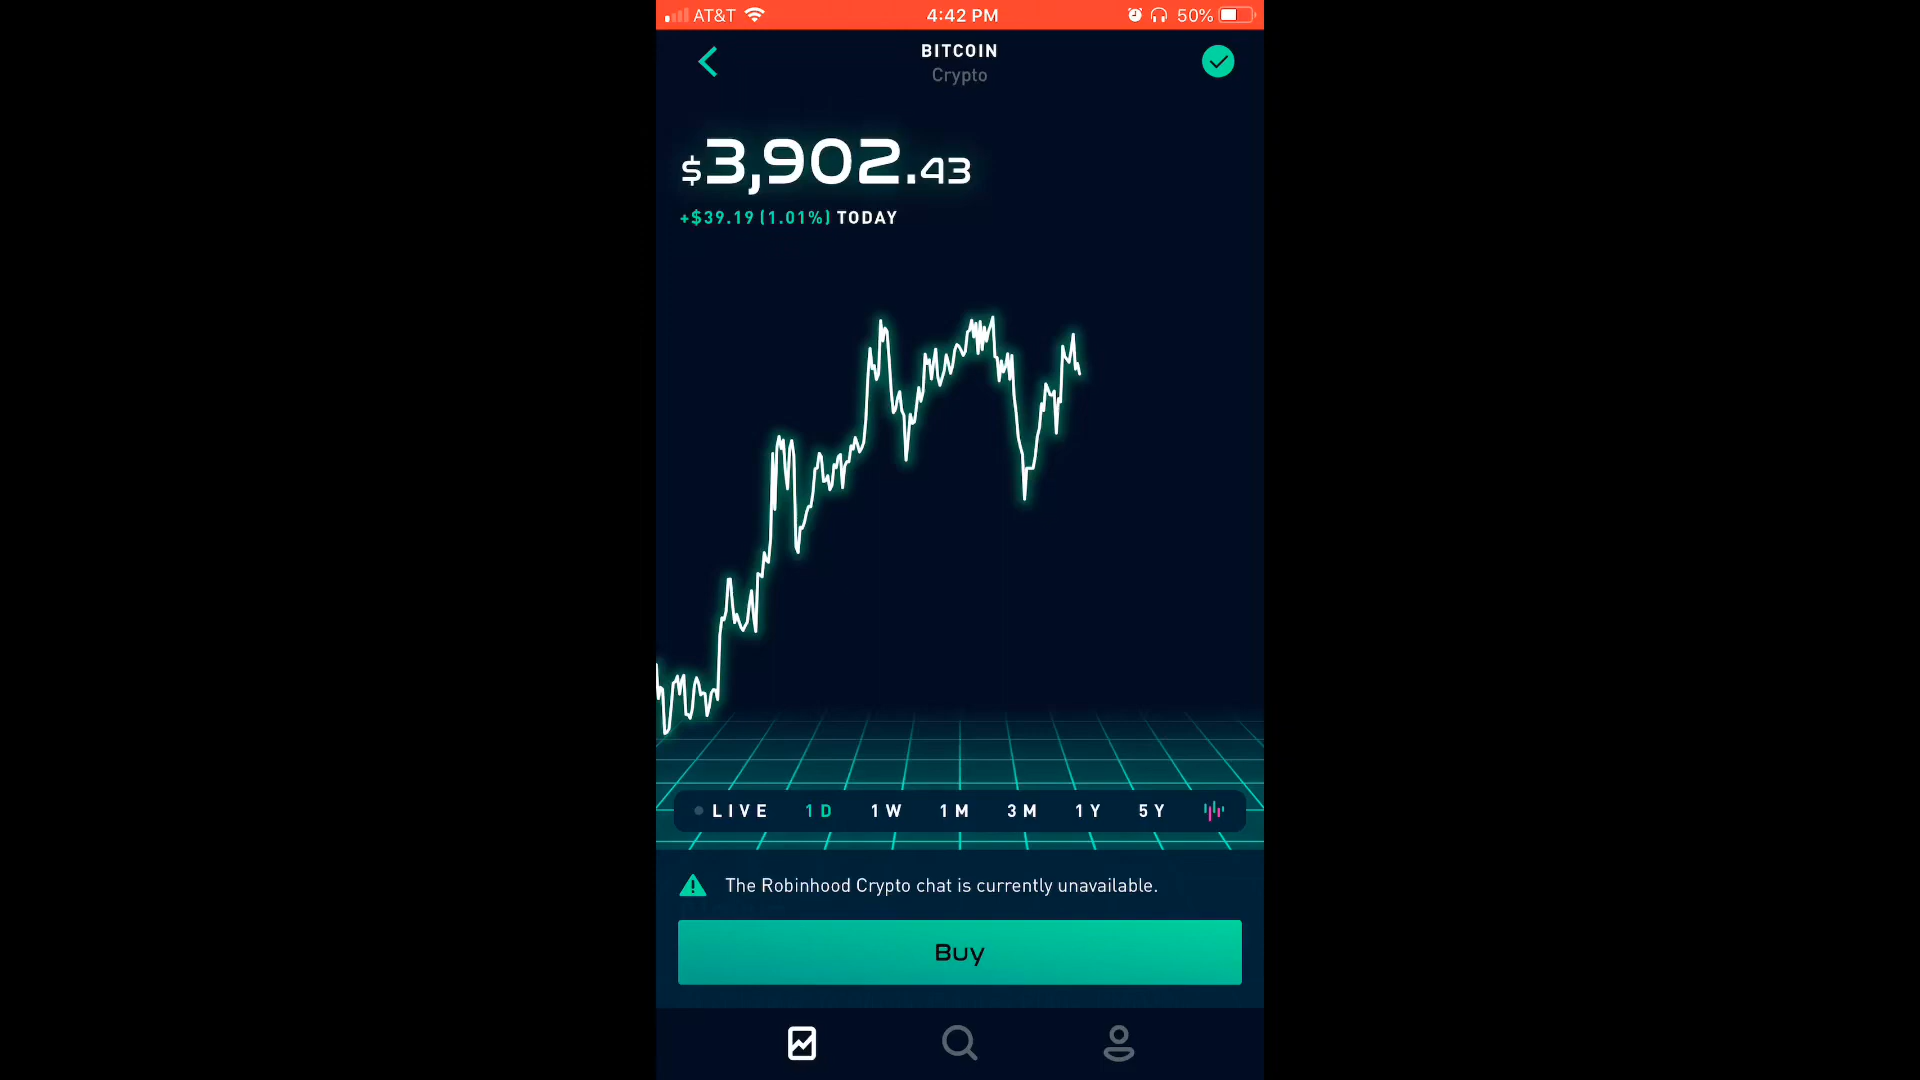 AT&T 4:42 PM 50%
BITCOIN
Crypto
$3,902.43
+$39.19 (1.01%) TODAY
LIVE 1D 1W 1M 3M 1Y 5Y
The Robinhood Crypto chat is currently unavailable.
Buy